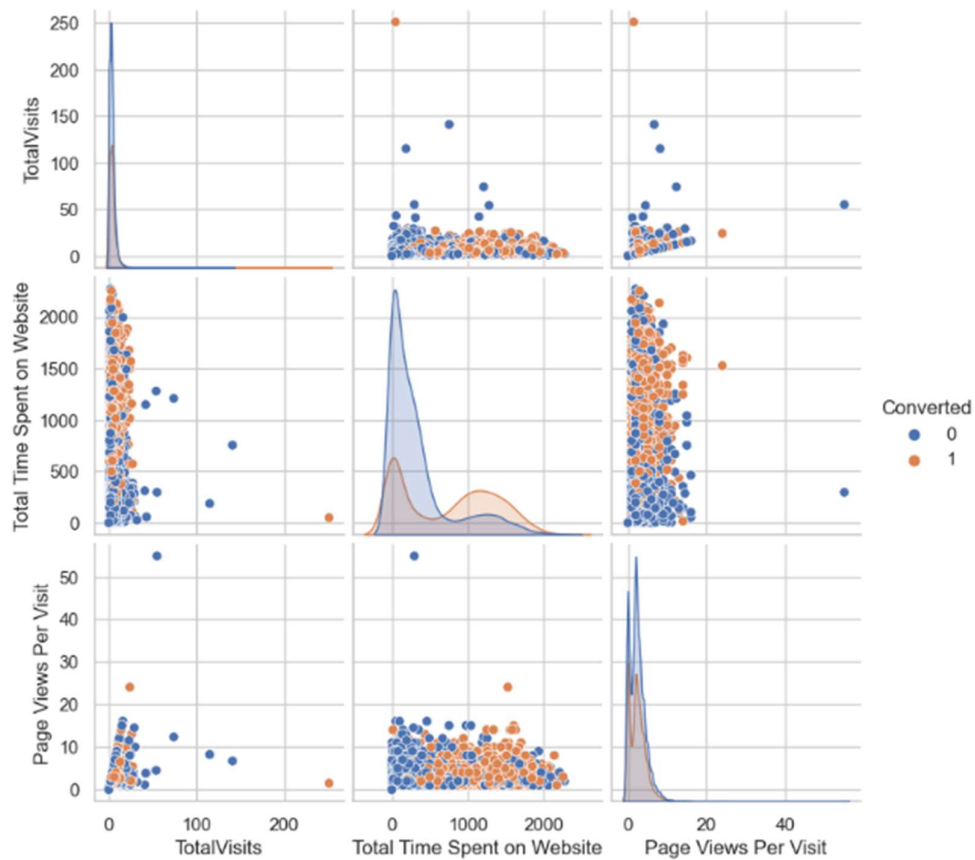 250
200
150
100
50
0
TotalVisits
2000
1500
1000
500
0
Total Time Spent on Website
Converted
0
1
50
40
30
20
10
0
Page Views Per Visit
0 100 200
0 1000 2000
0 20 40
TotalVisits
Total Time Spent on Website
Page Views Per Visit